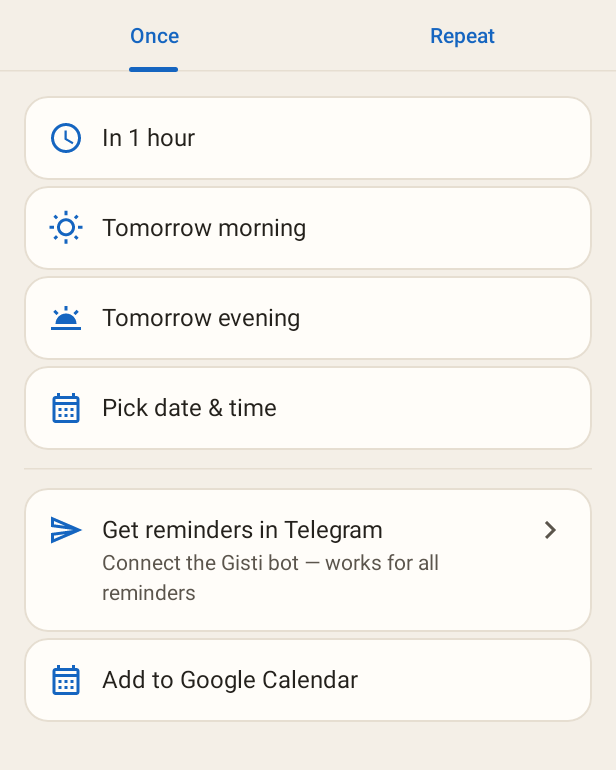 Once
Repeat
In 1 hour
Tomorrow morning
Tomorrow evening
Pick date & time
Get reminders in Telegram
Connect the Gisti bot — works for all
reminders
Add to Google Calendar